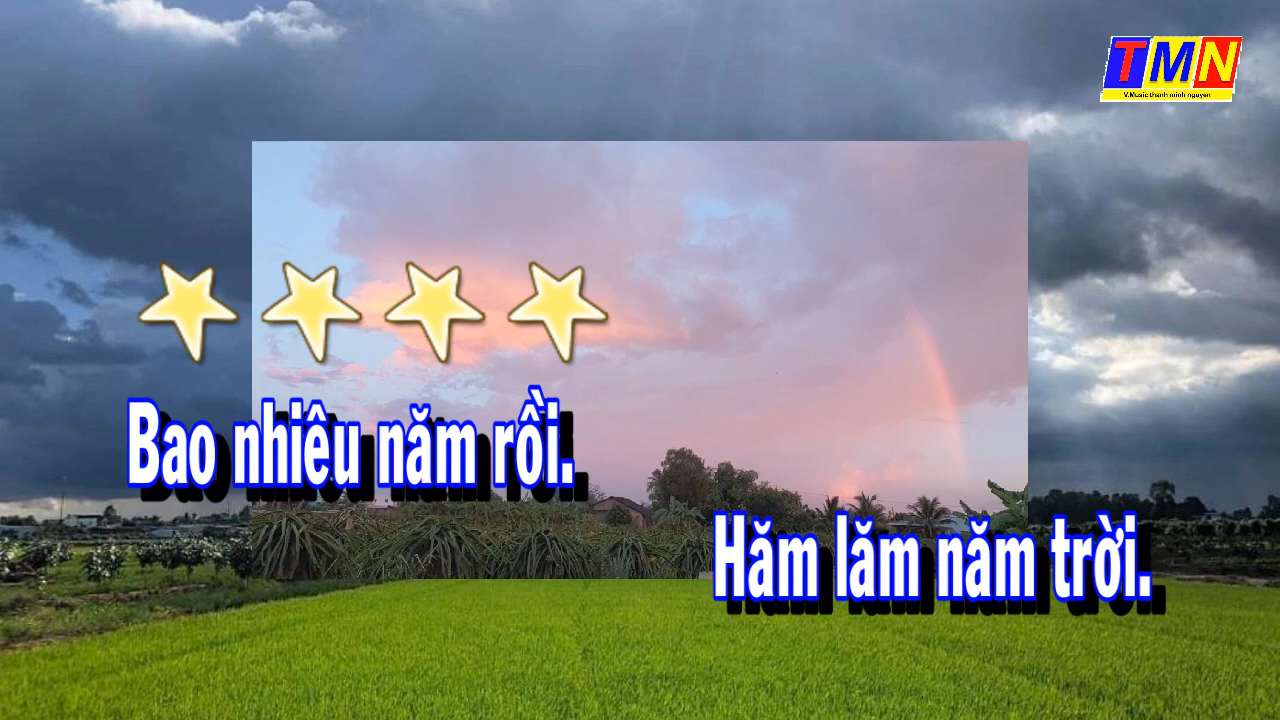 TMN
V.Music thanh minh nguyen
Bao nhiêu năm rồi.
Hăm lăm năm trời.